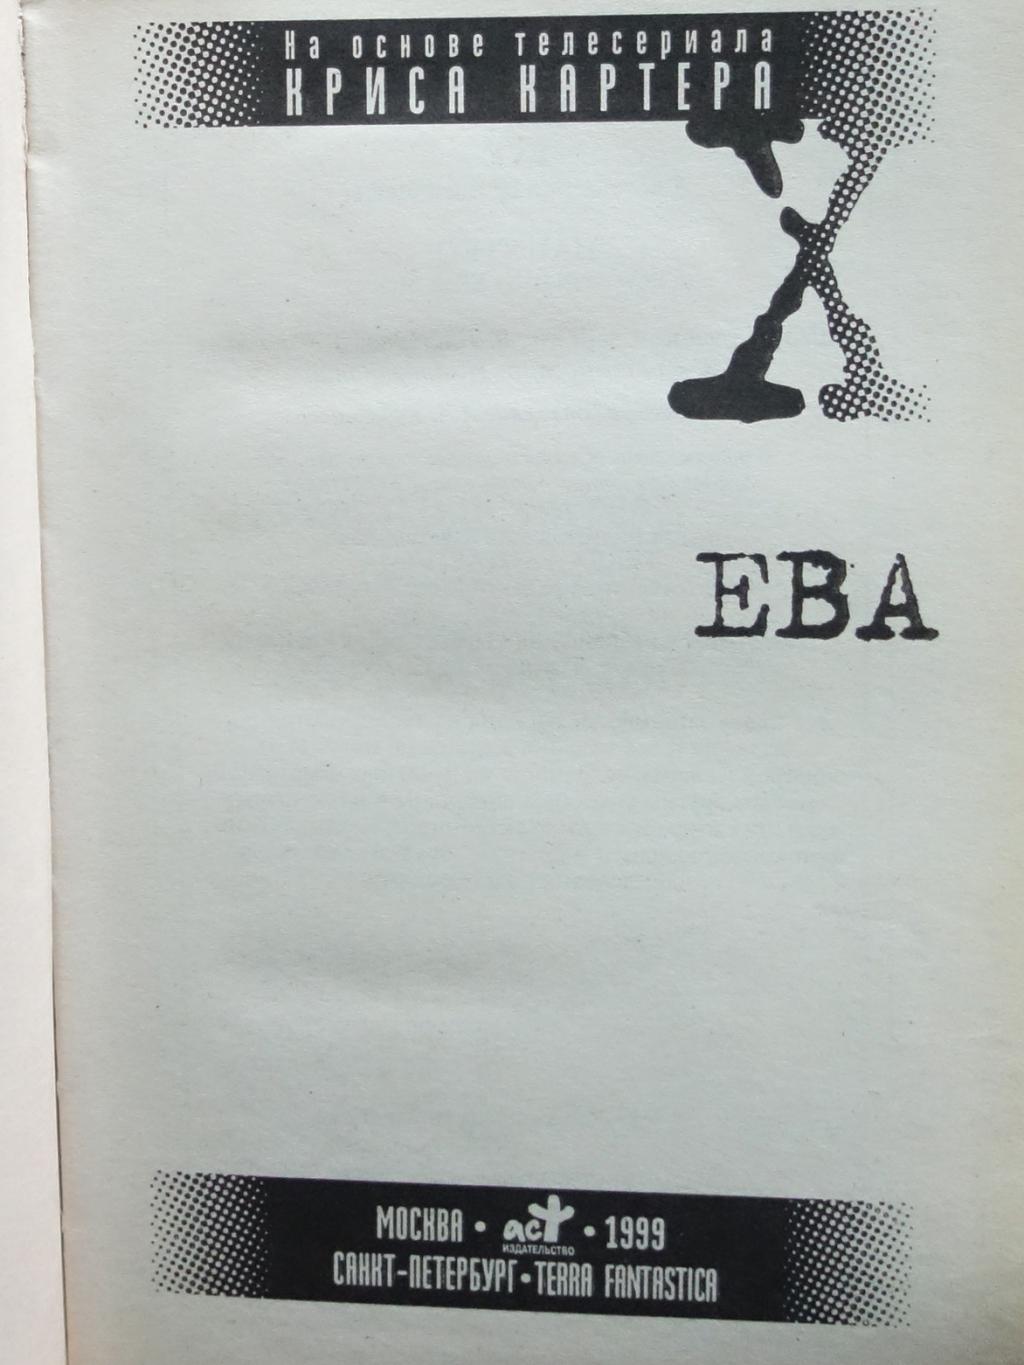 На основе телесериала
КРИСА КАРТЕРА
X
ЕВА
МОСКВА • аст ИЗДАТЕЛЬСТВО • 1999
САНКТ-ПЕТЕРБУРГ • TERRA FANTASTICA